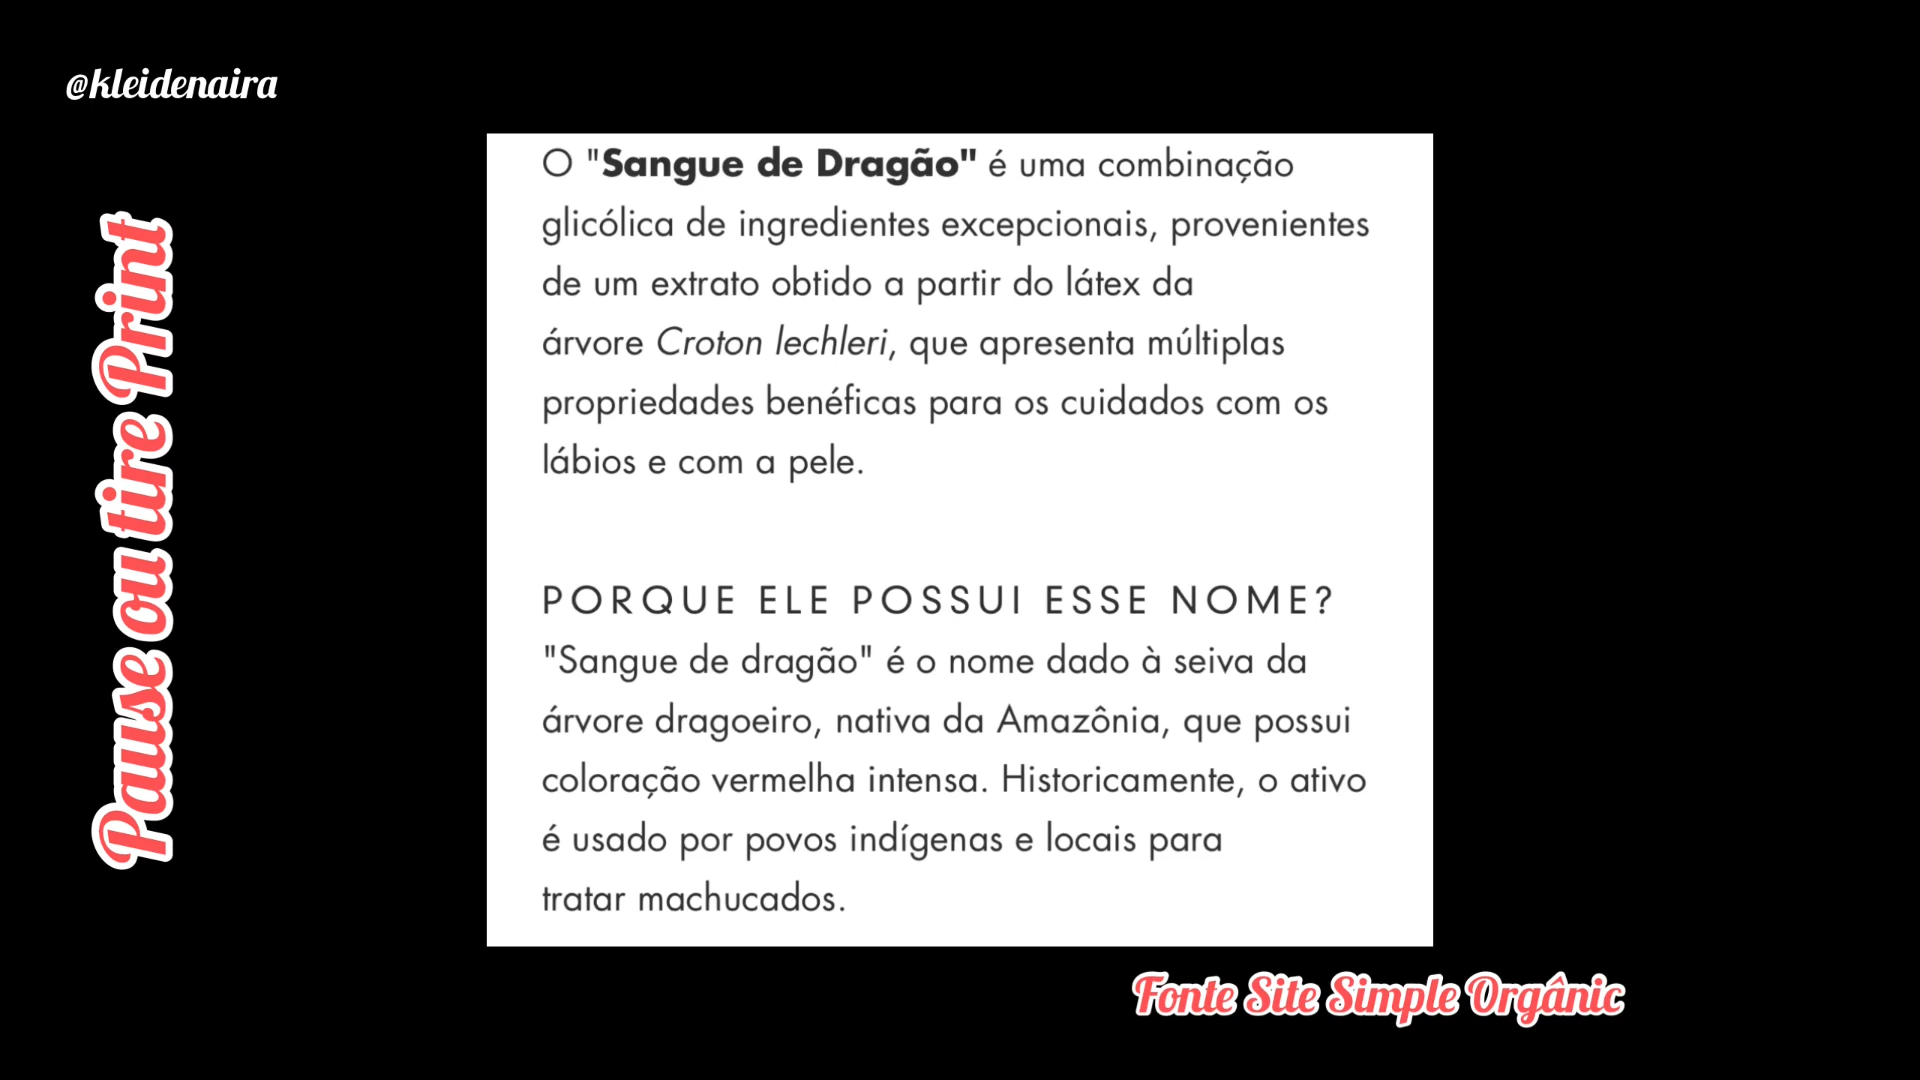 @kleidenaira
Pause ou tire Print
O "Sangue de Dragão" é uma combinação
glicólica de ingredientes excepcionais, provenientes
de um extrato obtido a partir do látex da
árvore Croton lechleri, que apresenta múltiplas
propriedades benéficas para os cuidados com os
lábios e com a pele.
PORQUE ELE POSSUI ESSE NOME?
"Sangue de dragão" é o nome dado à seiva da
árvore dragoeiro, nativa da Amazônia, que possui
coloração vermelha intensa. Historicamente, o ativo
é usado por povos indígenas e locais para
tratar machucados.
Fonte Site Simple Orgânic